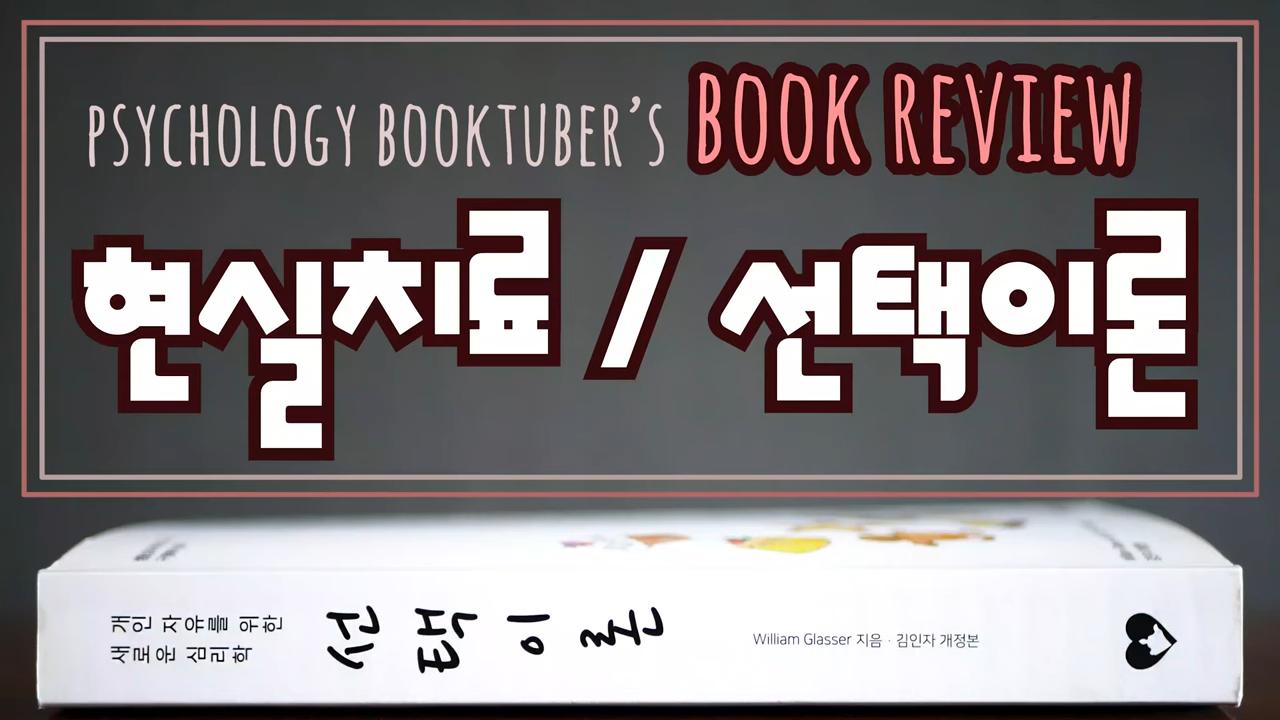 PSYCHOLOGY BOOKTUBER'S BOOK REVIEW
현실치료 / 선택이론
개인 자유를 위한
새로운 심리학
선택이론
William Glasser 지음 · 김인자 개정본